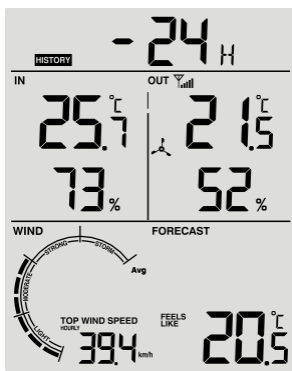 HISTORY -24 H
IN OUT
25.7 °C 21.5 °C
73 % 52 %
WIND FORECAST
LIGHT MODERATE STRONG STORM
Avg
TOP WIND SPEED FEELS
HOURLY LIKE
39.4 km/h 20.5 °C